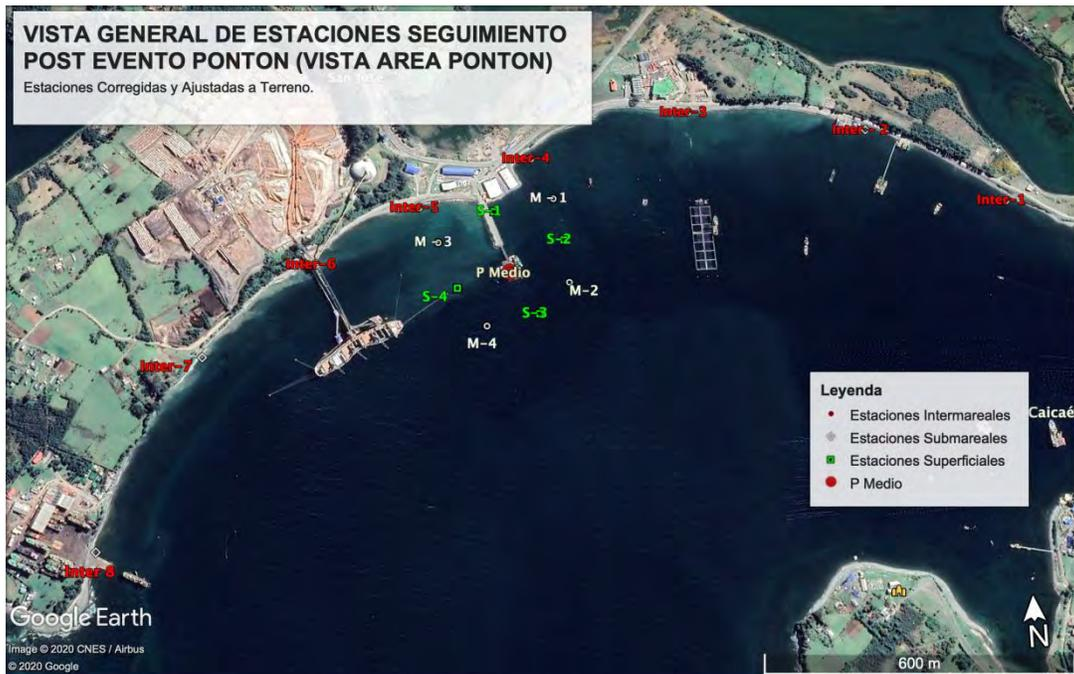 VISTA GENERAL DE ESTACIONES SEGUIMIENTO
POST EVENTO PONTON (VISTA AREA PONTON)
Estaciones Corregidas y Ajustadas a Terreno.
San José
Inter-3
Inter - 2
Inter-4
Inter-1
Inter-5
M - 1
S-1
S-2
M - 3
Inter-6
P Medio
M-2
S-4
S-3
M-4
Inter-7
Leyenda
Estaciones Intermareales
Estaciones Submareales
Estaciones Superficiales
P Medio
Caicaé
Inter 8
Google Earth
Image © 2020 CNES / Airbus
© 2020 Google
N
600 m